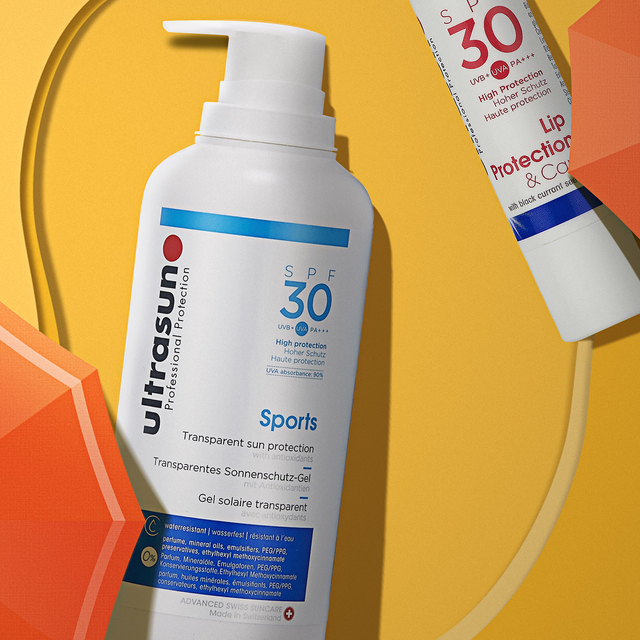 ultrasun
Professional Protection
SPF
30
UVB+ UVA PA+++
High protection
Hoher Schutz
Haute protection
UVA absorbance: 90%
Sports
Transparent sun protection
with antioxidants
Transparentes Sonnenschutz-Gel
mit Antioxidantien
Gel solaire transparent
avec antioxydants
C
waterresistant | wasserfest | résistant à l'eau
0%
perfume, mineral oils, emulsifiers, PEG/PPG,
preservatives, ethylhexyl methoxycinnamate
Parfum, Mineralöle, Emulgatoren, PEG/PPG,
Konservierungsstoffe, Ethylhexyl Methoxycinnamate
parfum, huiles minérales, émulsifiants, PEG/PPG,
conservateurs, ethylhexyl methoxycinnamate
ADVANCED SWISS SUNCARE
Made in Switzerland
SP
30
UVB+ UVA PA+++
High Protection
Hoher Schutz
Haute protection
Lip
Protection
& Ca
with black currant
Professional Protection